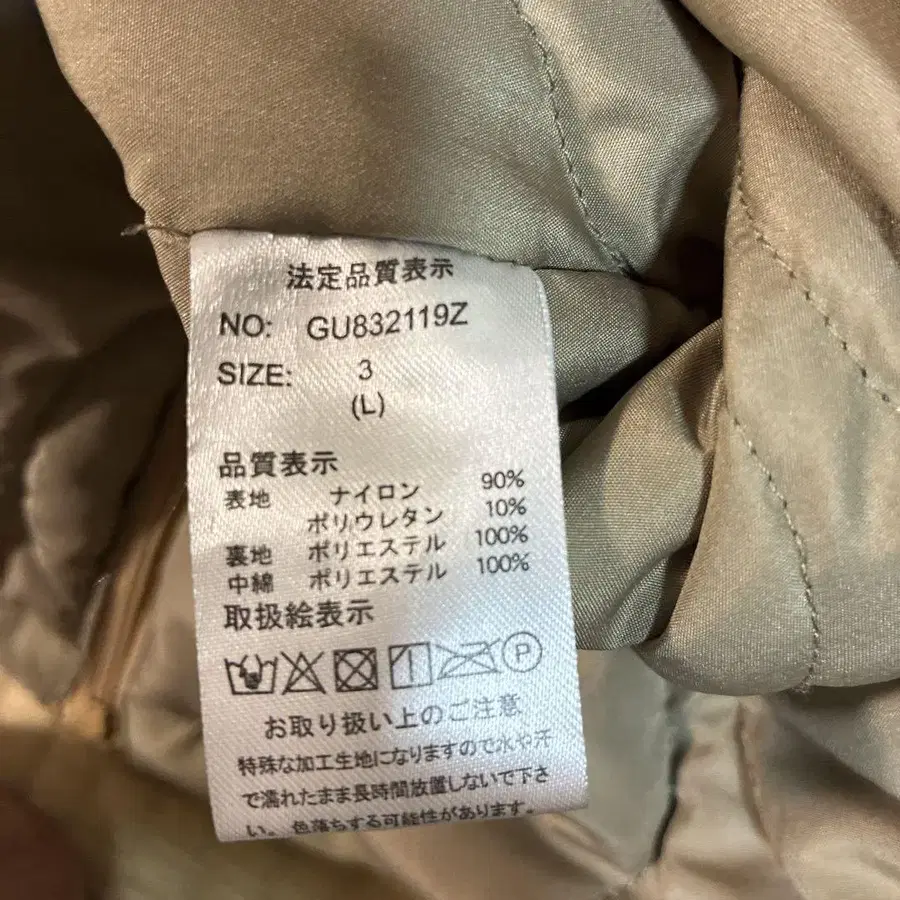 法定品質表示
NO: GU832119Z
SIZE: 3
(L)
品質表示
表地 ナイロン 90%
ポリウレタン 10%
裏地 ポリエステル 100%
中綿 ポリエステル 100%
取扱絵表示
P
お取り扱い上のご注意
特殊な加工生地になりますので水や汗
で濡れたまま長時間放置しないで下さ
い。色落ちする可能性があります。